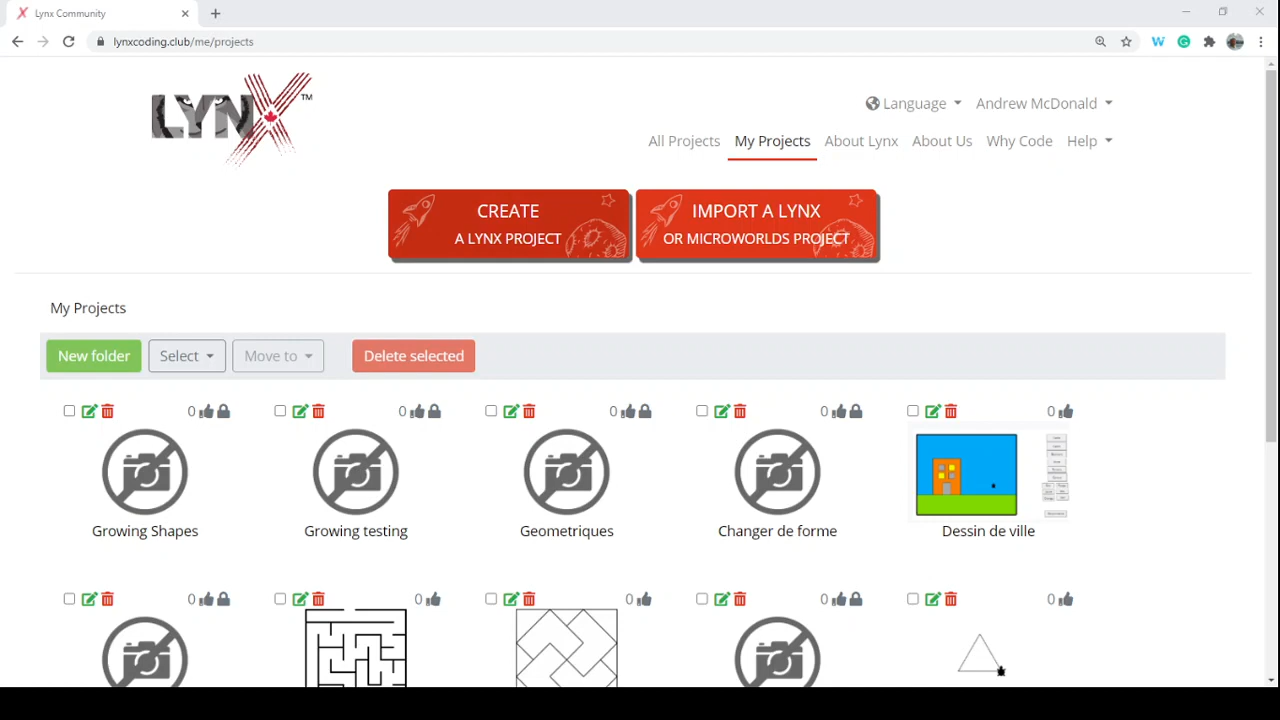 Lynx Community
lynxcoding.club/me/projects
LYNX™
Language
Andrew McDonald
All Projects
My Projects
About Lynx
About Us
Why Code
Help
CREATE
A LYNX PROJECT
IMPORT A LYNX
OR MICROWORLDS PROJECT
My Projects
New folder
Select
Move to
Delete selected
0
0
0
0
0
Growing Shapes
Growing testing
Geometriques
Changer de forme
Dessin de ville
0
0
0
0
0